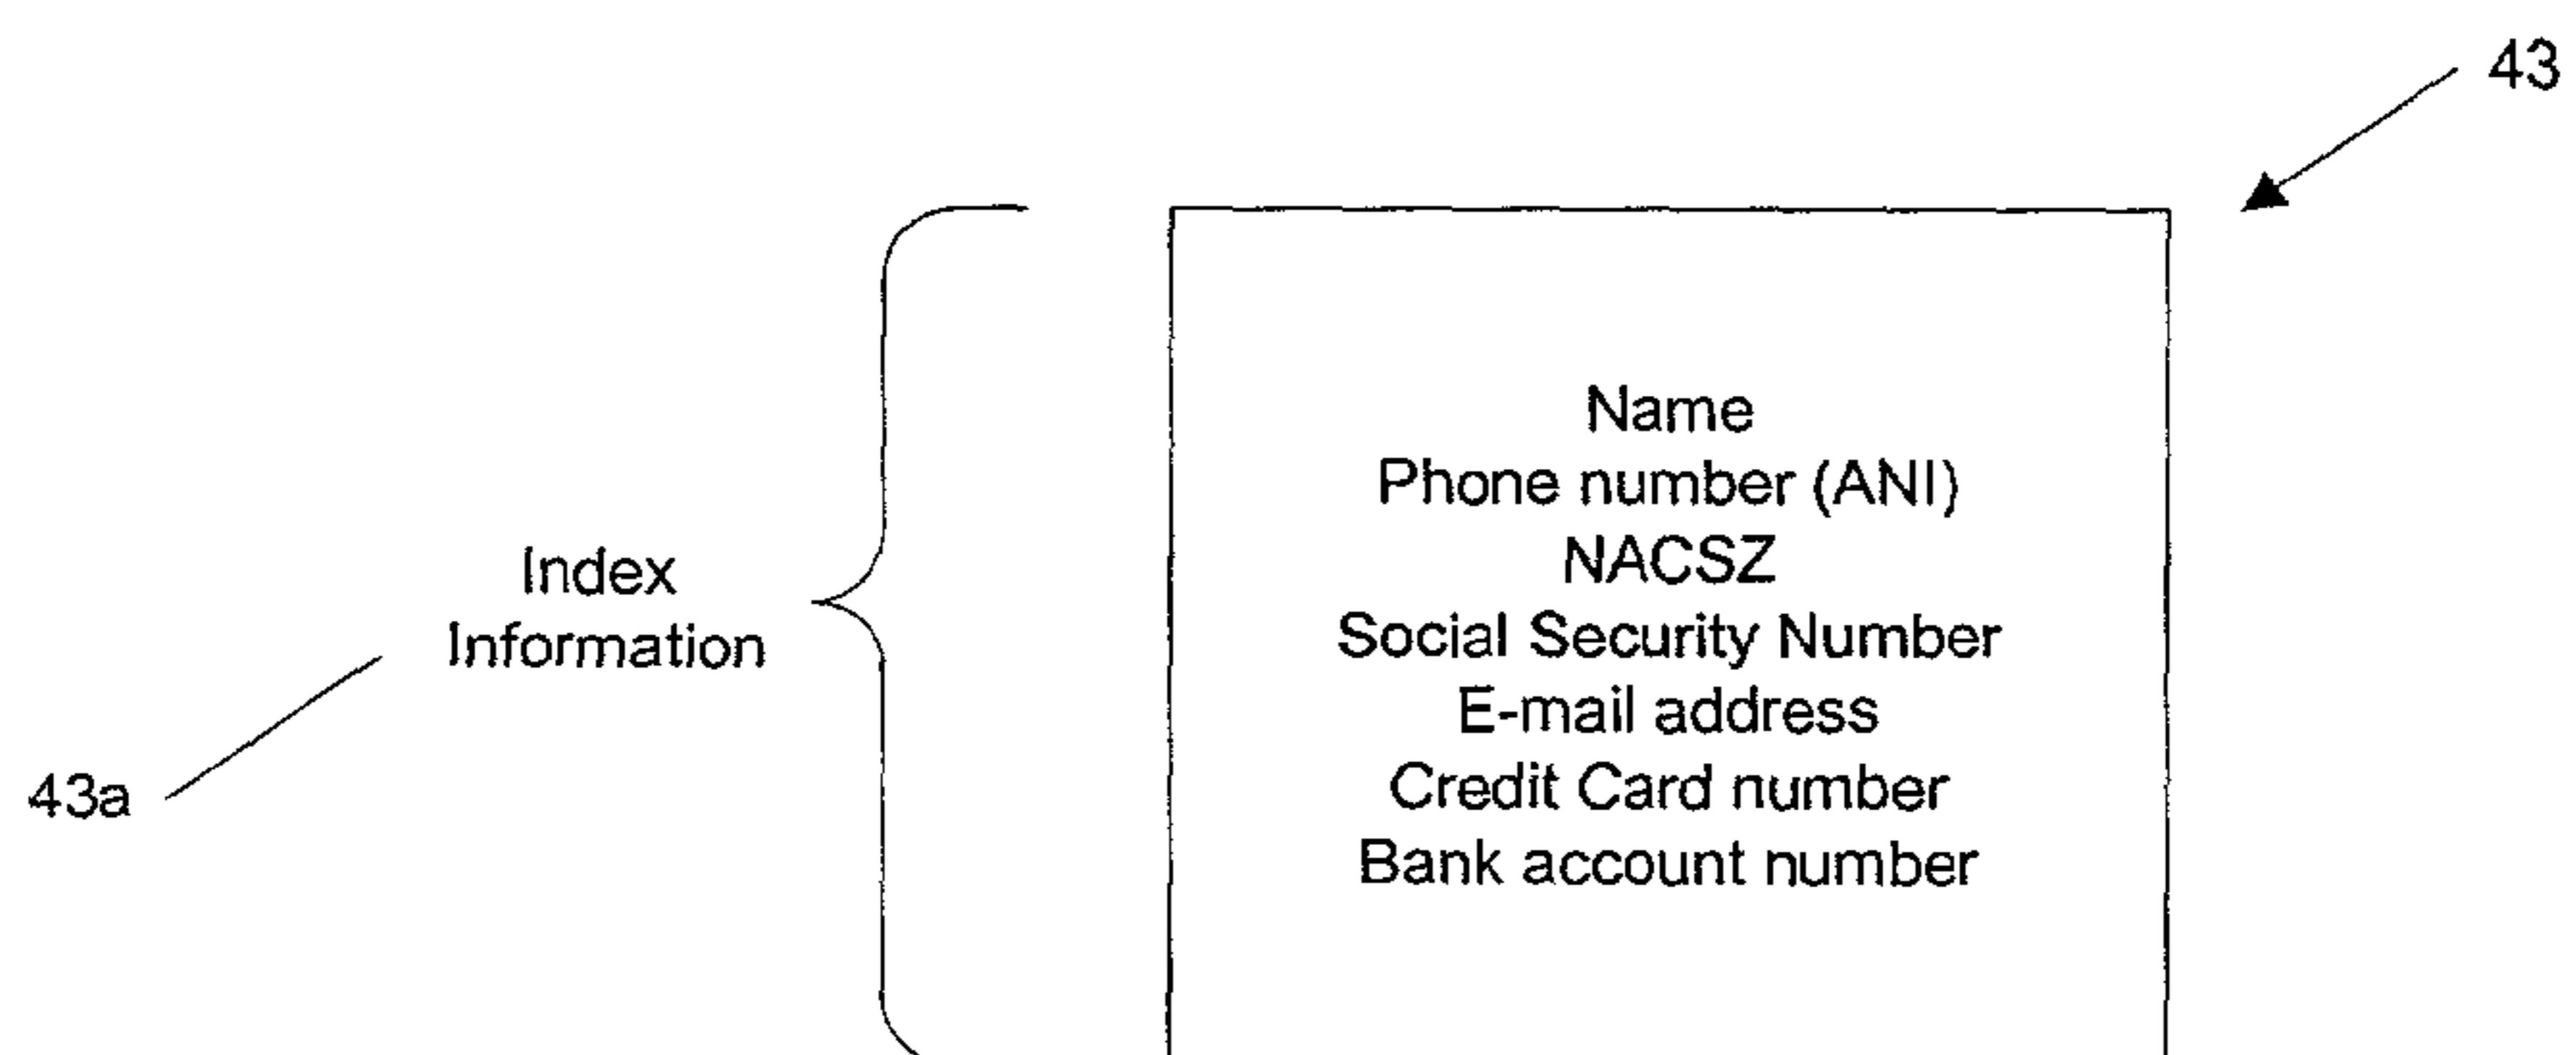 43
Name
Phone number (ANI)
NACSZ
Social Security Number
E-mail address
Credit Card number
Bank account number
Index
Information
43a